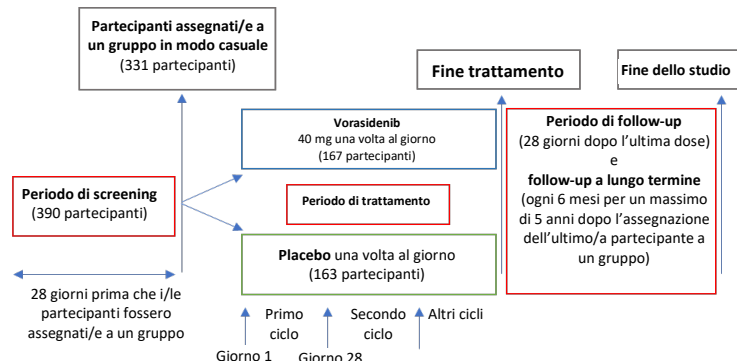 Partecipanti assegnati/e a
un gruppo in modo casuale
(331 partecipanti)
Fine trattamento
Fine dello studio
Vorasidenib
40 mg una volta al giorno
(167 partecipanti)
Periodo di follow-up
(28 giorni dopo l'ultima dose)
e
follow-up a lungo termine
(ogni 6 mesi per un massimo
di 5 anni dopo l'assegnazione
dell'ultimo/a partecipante a
un gruppo)
Periodo di screening
(390 partecipanti)
Periodo di trattamento
Placebo una volta al giorno
(163 partecipanti)
28 giorni prima che i/le
partecipanti fossero
assegnati/e a un gruppo
Primo
ciclo
Secondo
ciclo
Altri cicli
Giorno 1
Giorno 28